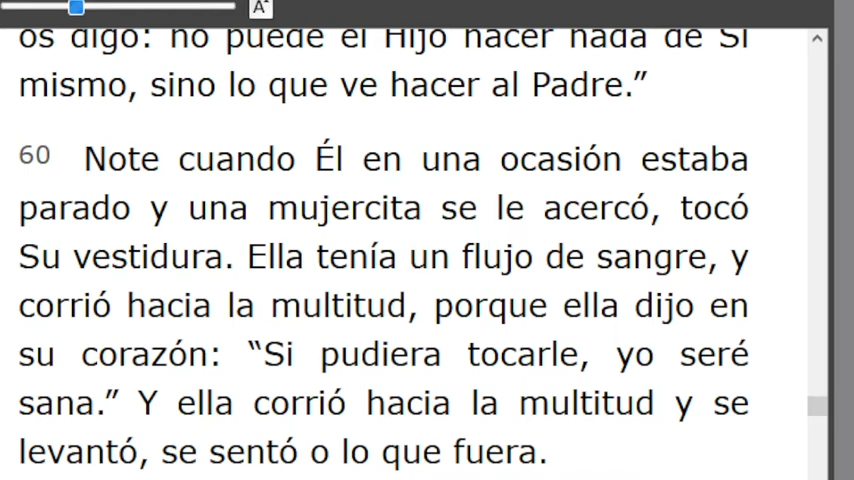 A
os digo: no puede el Hijo hacer nada de Sí
mismo, sino lo que ve hacer al Padre.”
60 Note cuando Él en una ocasión estaba
parado y una mujercita se le acercó, tocó
Su vestidura. Ella tenía un flujo de sangre, y
corrió hacia la multitud, porque ella dijo en
su corazón: “Si pudiera tocarle, yo seré
sana.” Y ella corrió hacia la multitud y se
levantó, se sentó o lo que fuera.